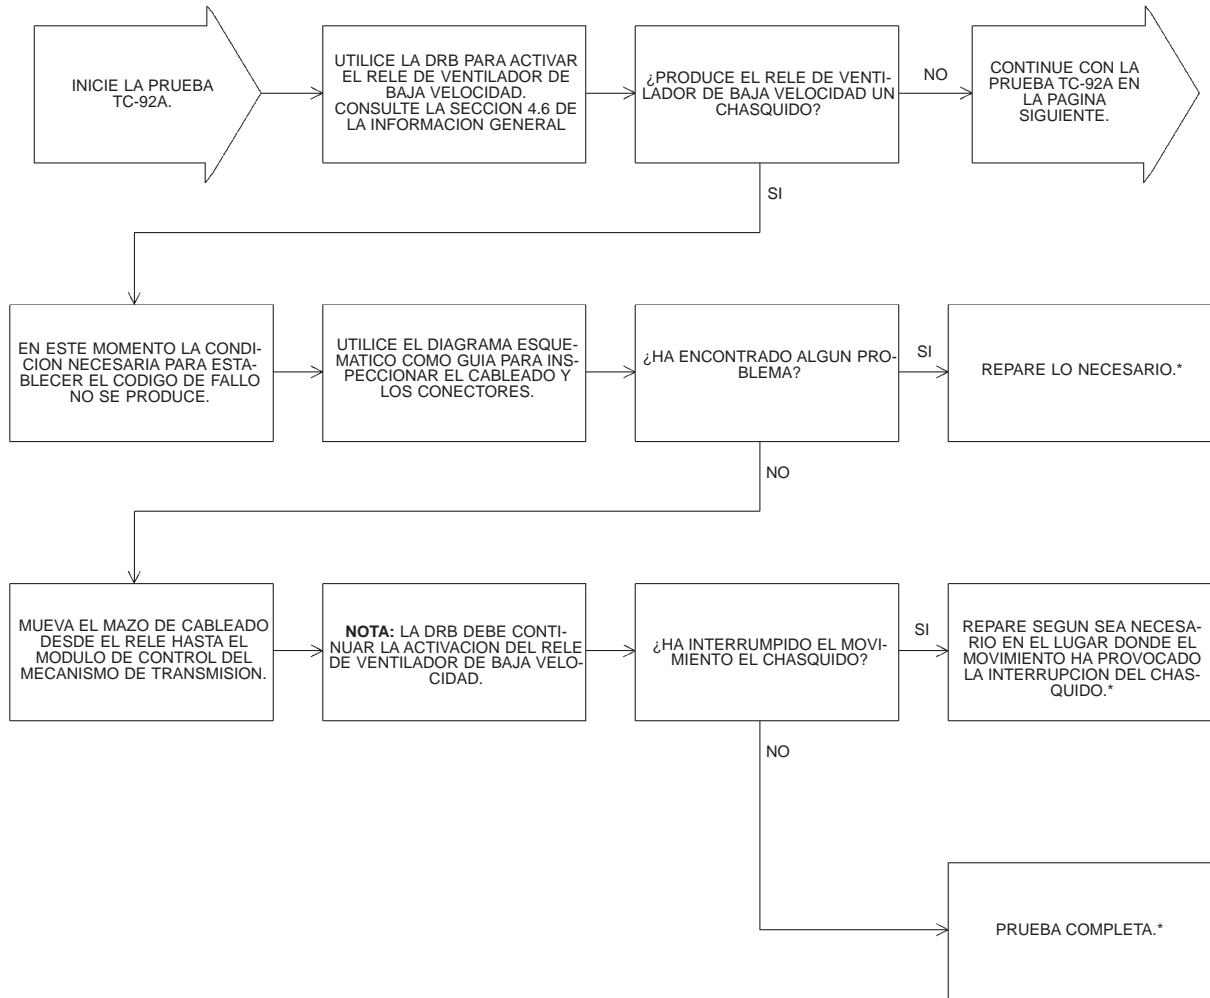 INICIE LA PRUEBA
TC-92A.
UTILICE LA DRB PARA ACTIVAR
EL RELE DE VENTILADOR DE
BAJA VELOCIDAD.
CONSULTE LA SECCION 4.6 DE
LA INFORMACION GENERAL
¿PRODUCE EL RELE DE VENTI-
LADOR DE BAJA VELOCIDAD UN
CHASQUIDO?
NO
CONTINUE CON LA
PRUEBA TC-92A EN
LA PAGINA
SIGUIENTE.
SI
EN ESTE MOMENTO LA CONDI-
CION NECESARIA PARA ESTA-
BLECER EL CODIGO DE FALLO
NO SE PRODUCE.
UTILICE EL DIAGRAMA ESQUE-
MATICO COMO GUIA PARA INS-
PECCIONAR EL CABLEADO Y
LOS CONECTORES.
¿HA ENCONTRADO ALGUN PRO-
BLEMA?
SI
REPARE LO NECESARIO.*
NO
MUEVA EL MAZO DE CABLEADO
DESDE EL RELE HASTA EL
MODULO DE CONTROL DEL
MECANISMO DE TRANSMISION.
NOTA: LA DRB DEBE CONTI-
NUAR LA ACTIVACION DEL RELE
DE VENTILADOR DE BAJA VELO-
CIDAD.
¿HA INTERRUMPIDO EL MOVI-
MIENTO EL CHASQUIDO?
SI
REPARE SEGUN SEA NECESA-
RIO EN EL LUGAR DONDE EL
MOVIMIENTO HA PROVOCADO
LA INTERRUPCION DEL CHAS-
QUIDO.*
NO
PRUEBA COMPLETA.*